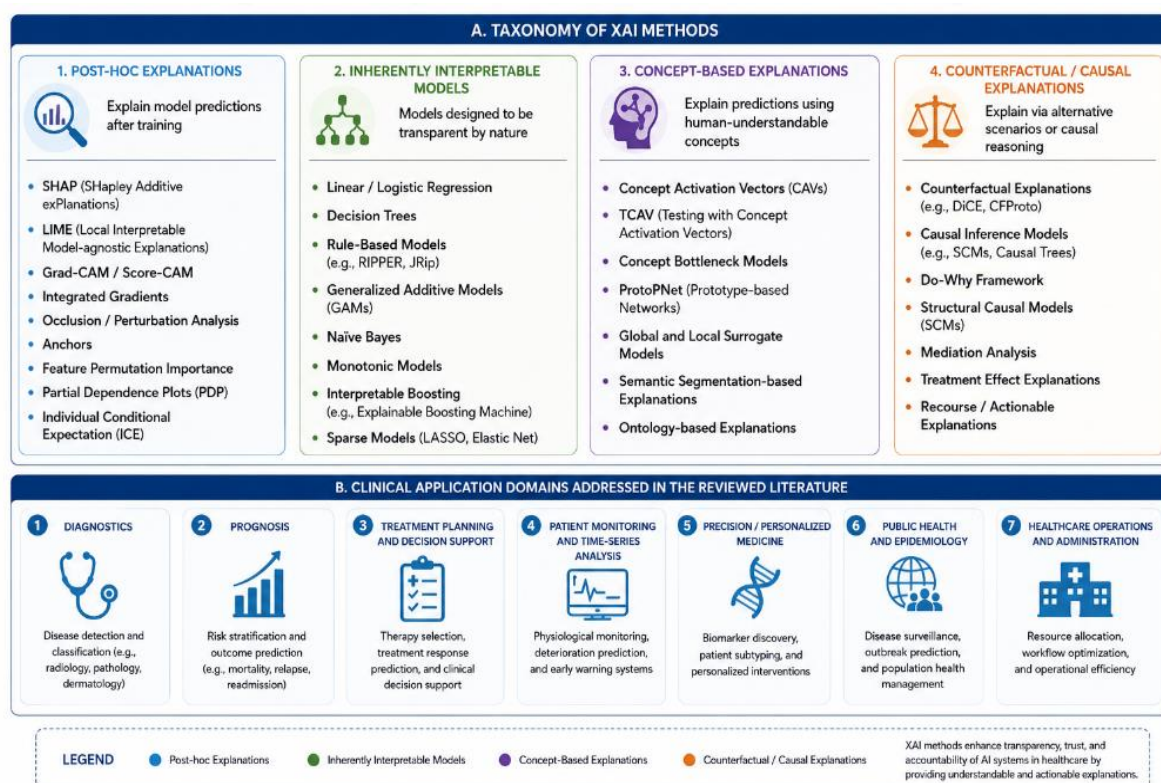 A. TAXONOMY OF XAI METHODS
1. POST-HOC EXPLANATIONS
Explain model predictions
after training
• SHAP (SHapley Additive
exPlanations)
• LIME (Local Interpretable
Model-agnostic Explanations)
• Grad-CAM / Score-CAM
• Integrated Gradients
• Occlusion / Perturbation Analysis
• Anchors
• Feature Permutation Importance
• Partial Dependence Plots (PDP)
• Individual Conditional
Expectation (ICE)
2. INHERENTLY INTERPRETABLE
MODELS
Models designed to be
transparent by nature
• Linear / Logistic Regression
• Decision Trees
• Rule-Based Models
(e.g., RIPPER, JRip)
• Generalized Additive Models
(GAMs)
• Naïve Bayes
• Monotonic Models
• Interpretable Boosting
(e.g., Explainable Boosting Machine)
• Sparse Models (LASSO, Elastic Net)
3. CONCEPT-BASED EXPLANATIONS
Explain predictions using
human-understandable
concepts
• Concept Activation Vectors (CAVs)
• TCAV (Testing with Concept
Activation Vectors)
• Concept Bottleneck Models
• ProtoPNet (Prototype-based
Networks)
• Global and Local Surrogate
Models
• Semantic Segmentation-based
Explanations
• Ontology-based Explanations
4. COUNTERFACTUAL / CAUSAL
EXPLANATIONS
Explain via alternative
scenarios or causal
reasoning
• Counterfactual Explanations
(e.g., DiCE, CFProto)
• Causal Inference Models
(e.g., SCMs, Causal Trees)
• Do-Why Framework
• Structural Causal Models
(SCMs)
• Mediation Analysis
• Treatment Effect Explanations
• Recourse / Actionable
Explanations
B. CLINICAL APPLICATION DOMAINS ADDRESSED IN THE REVIEWED LITERATURE
1 DIAGNOSTICS
Disease detection and
classification (e.g.,
radiology, pathology,
dermatology)
2 PROGNOSIS
Risk stratification and
outcome prediction
(e.g., mortality, relapse,
readmission)
3 TREATMENT PLANNING
AND DECISION SUPPORT
Therapy selection,
treatment response
prediction, and clinical
decision support
4 PATIENT MONITORING
AND TIME-SERIES
ANALYSIS
Physiological monitoring,
deterioration prediction,
and early warning systems
5 PRECISION / PERSONALIZED
MEDICINE
Biomarker discovery,
patient subtyping, and
personalized interventions
6 PUBLIC HEALTH
AND EPIDEMIOLOGY
Disease surveillance,
outbreak prediction,
and population health
management
7 HEALTHCARE OPERATIONS
AND ADMINISTRATION
Resource allocation,
workflow optimization,
and operational efficiency
LEGEND
Post-hoc Explanations
Inherently Interpretable Models
Concept-Based Explanations
Counterfactual / Causal Explanations
XAI methods enhance transparency, trust, and
accountability of AI systems in healthcare by
providing understandable and actionable explanations.